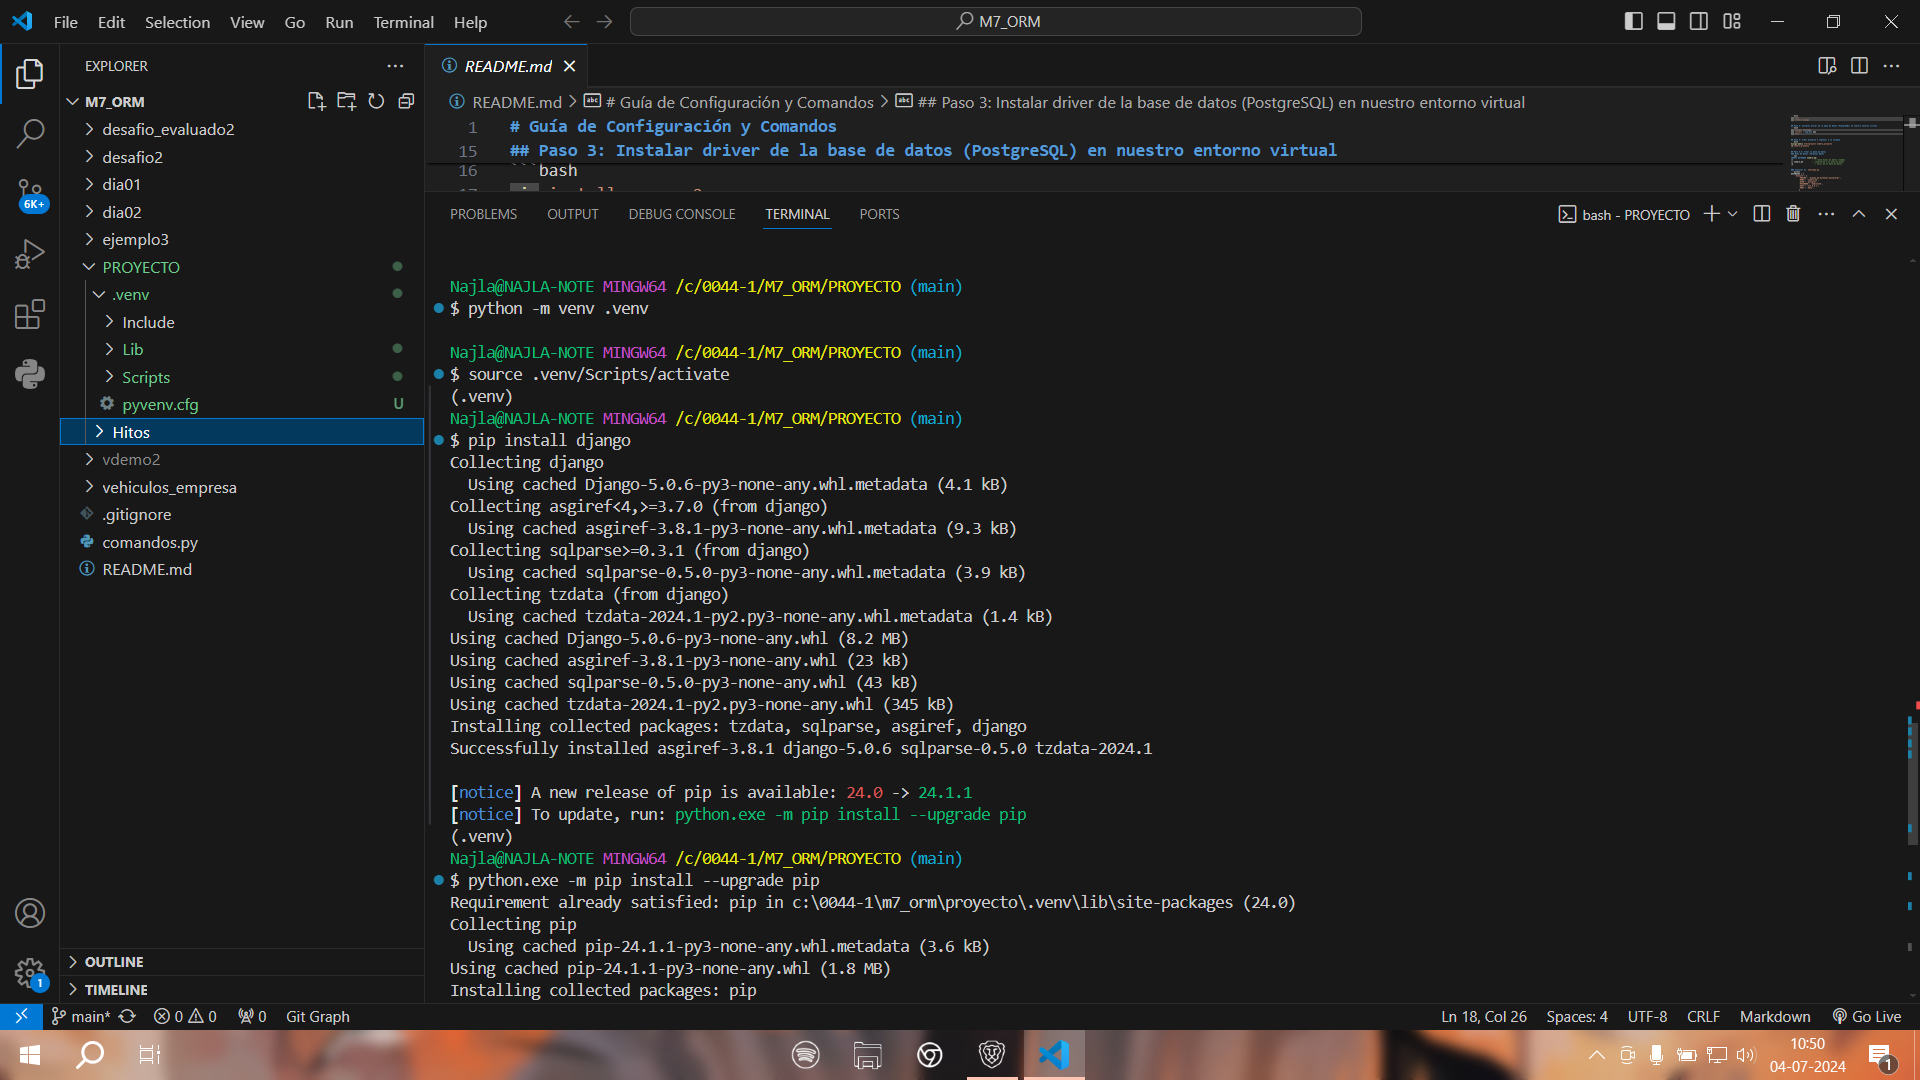 File Edit Selection View Go Run Terminal Help
M7_ORM
EXPLORER
M7_ORM
desafio_evaluado2
desafio2
dia01
dia02
ejemplo3
PROYECTO
.venv
Include
Lib
Scripts
pyvenv.cfg U
Hitos
vdemo2
vehiculos_empresa
.gitignore
comandos.py
README.md
OUTLINE
TIMELINE
6K+
1
README.md
README.md > # Guía de Configuración y Comandos > ## Paso 3: Instalar driver de la base de datos (PostgreSQL) en nuestro entorno virtual
1 # Guía de Configuración y Comandos
15 ## Paso 3: Instalar driver de la base de datos (PostgreSQL) en nuestro entorno virtual
16 ```bash
PROBLEMS OUTPUT DEBUG CONSOLE TERMINAL PORTS
bash - PROYECTO
Najla@NAJLA-NOTE MINGW64 /c/0044-1/M7_ORM/PROYECTO (main)
$ python -m venv .venv
Najla@NAJLA-NOTE MINGW64 /c/0044-1/M7_ORM/PROYECTO (main)
$ source .venv/Scripts/activate
(.venv)
Najla@NAJLA-NOTE MINGW64 /c/0044-1/M7_ORM/PROYECTO (main)
$ pip install django
Collecting django
Using cached Django-5.0.6-py3-none-any.whl.metadata (4.1 kB)
Collecting asgiref<4,>=3.7.0 (from django)
Using cached asgiref-3.8.1-py3-none-any.whl.metadata (9.3 kB)
Collecting sqlparse>=0.3.1 (from django)
Using cached sqlparse-0.5.0-py3-none-any.whl.metadata (3.9 kB)
Collecting tzdata (from django)
Using cached tzdata-2024.1-py2.py3-none-any.whl.metadata (1.4 kB)
Using cached Django-5.0.6-py3-none-any.whl (8.2 MB)
Using cached asgiref-3.8.1-py3-none-any.whl (23 kB)
Using cached sqlparse-0.5.0-py3-none-any.whl (43 kB)
Using cached tzdata-2024.1-py2.py3-none-any.whl (345 kB)
Installing collected packages: tzdata, sqlparse, asgiref, django
Successfully installed asgiref-3.8.1 django-5.0.6 sqlparse-0.5.0 tzdata-2024.1
[notice] A new release of pip is available: 24.0 -> 24.1.1
[notice] To update, run: python.exe -m pip install --upgrade pip
(.venv)
Najla@NAJLA-NOTE MINGW64 /c/0044-1/M7_ORM/PROYECTO (main)
$ python.exe -m pip install --upgrade pip
Requirement already satisfied: pip in c:\0044-1\m7_orm\proyecto\.venv\lib\site-packages (24.0)
Collecting pip
Using cached pip-24.1.1-py3-none-any.whl.metadata (3.6 kB)
Using cached pip-24.1.1-py3-none-any.whl (1.8 MB)
Installing collected packages: pip
main* 0 0 0 Git Graph Ln 18, Col 26 Spaces: 4 UTF-8 CRLF Markdown Go Live
10:50
04-07-2024
1